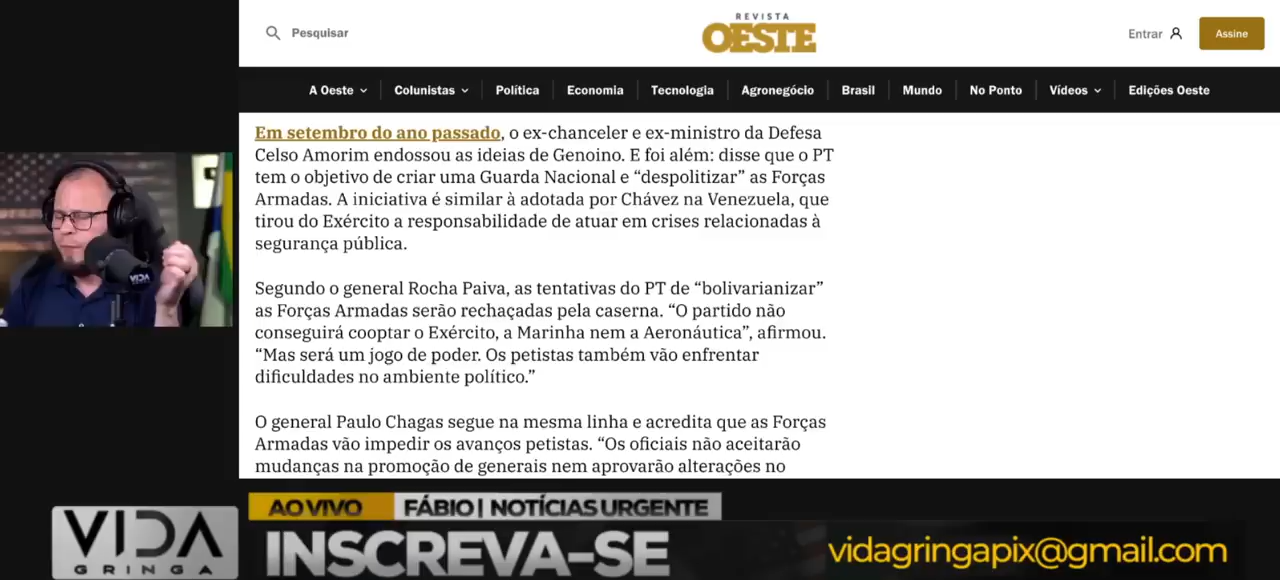 Pesquisar
REVISTA
OESTE
Entrar
Assine
A Oeste
Colunistas
Política
Economia
Tecnologia
Agronegócio
Brasil
Mundo
No Ponto
Vídeos
Edições Oeste
Em setembro do ano passado, o ex-chanceler e ex-ministro da Defesa
Celso Amorim endossou as ideias de Genoino. E foi além: disse que o PT
tem o objetivo de criar uma Guarda Nacional e “despolitizar” as Forças
Armadas. A iniciativa é similar à adotada por Chávez na Venezuela, que
tirou do Exército a responsabilidade de atuar em crises relacionadas à
segurança pública.
Segundo o general Rocha Paiva, as tentativas do PT de “bolivarianizar”
as Forças Armadas serão rechaçadas pela caserna. “O partido não
conseguirá cooptar o Exército, a Marinha nem a Aeronáutica”, afirmou.
“Mas será um jogo de poder. Os petistas também vão enfrentar
dificuldades no ambiente político.”
O general Paulo Chagas segue na mesma linha e acredita que as Forças
Armadas vão impedir os avanços petistas. “Os oficiais não aceitarão
mudanças na promoção de generais nem aprovarão alterações no
VIDA
AO VIVO
FÁBIO | NOTÍCIAS URGENTE
VIDA
GRINGA
INSCREVA-SE
vidagringapix@gmail.com